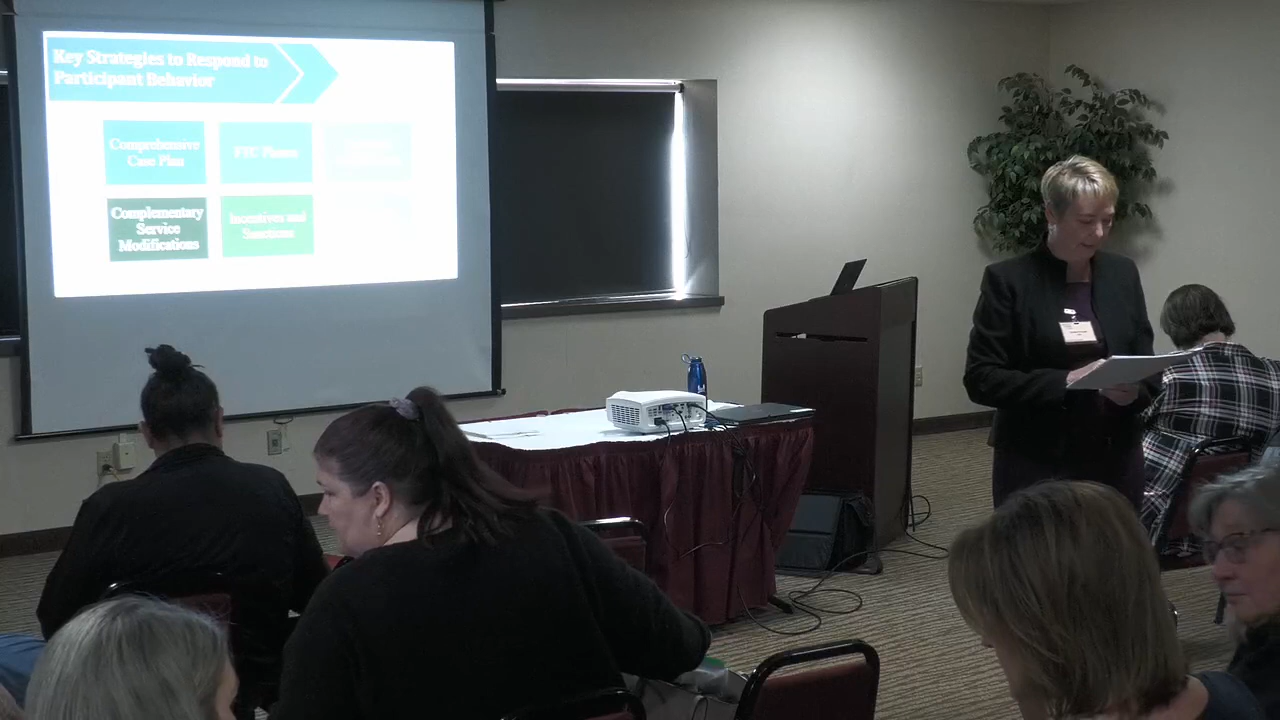 Key Strategies to Respond to
Participant Behavior
Comprehensive
Case Plan
FTC Phases
Complementary
Service
Modifications
Incentives and
Sanctions